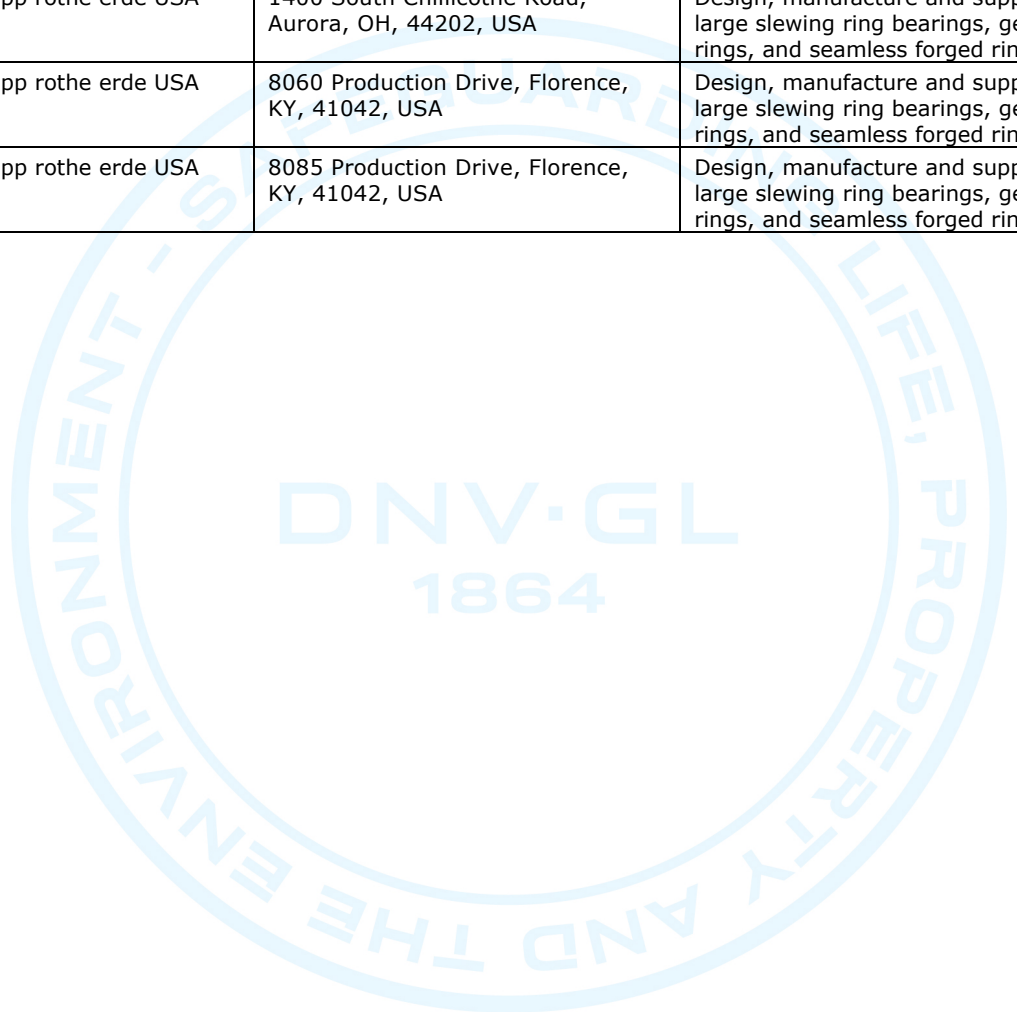 pp rothe erde USA
1400 South Chillicothe Road,
Aurora, OH, 44202, USA
Design, manufacture and supp
large slewing ring bearings, ge
rings, and seamless forged rin
pp rothe erde USA
8060 Production Drive, Florence,
KY, 41042, USA
Design, manufacture and supp
large slewing ring bearings, ge
rings, and seamless forged rin
pp rothe erde USA
8085 Production Drive, Florence,
KY, 41042, USA
Design, manufacture and supp
large slewing ring bearings, ge
rings, and seamless forged rin
SAFEGUARDING LIFE, PROPERTY AND THE ENVIRONMENT -
DNV·GL
1864